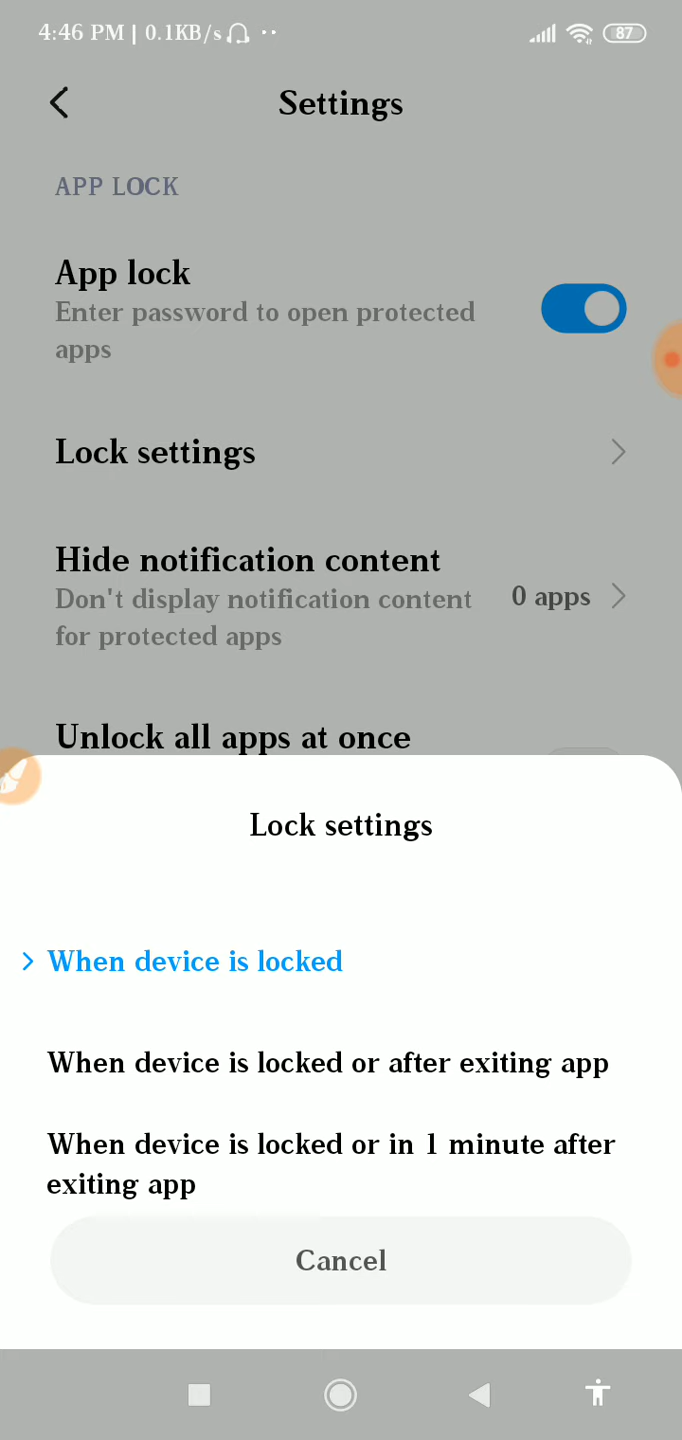 4:46 PM | 0.1KB/s 87
Settings
APP LOCK
App lock
Enter password to open protected
apps
Lock settings
Hide notification content
Don't display notification content
for protected apps
0 apps
Unlock all apps at once
Lock settings
When device is locked
When device is locked or after exiting app
When device is locked or in 1 minute after
exiting app
Cancel